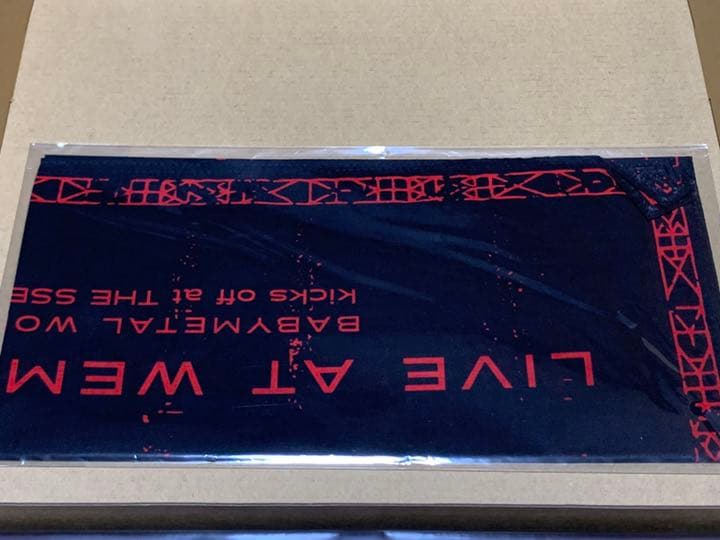 LIVE AT WEM
BABYMETAL WO
kicks off at THE SSE